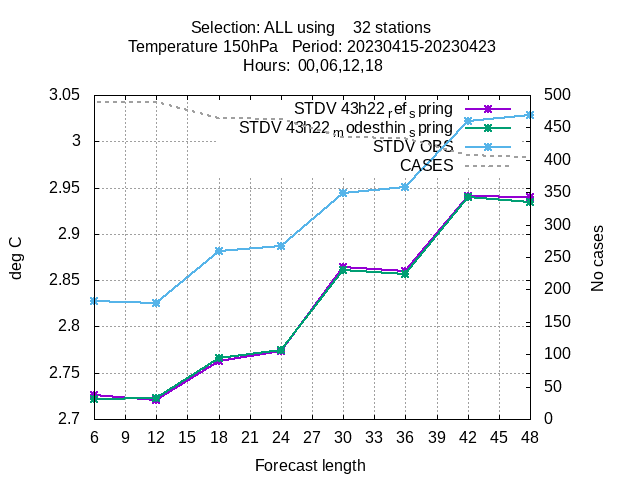 Selection: ALL using    32 stations
Temperature 150hPa   Period: 20230415-20230423
Hours: 00,06,12,18
STDV 43h22_ref_spring
STDV 43h22_modesthin_spring
STDV OBS
CASES
3.05
3
2.95
2.9
2.85
2.8
2.75
2.7
500
450
400
350
300
250
200
150
100
50
0
deg C
No cases
6 9 12 15 18 21 24 27 30 33 36 39 42 45 48
Forecast length